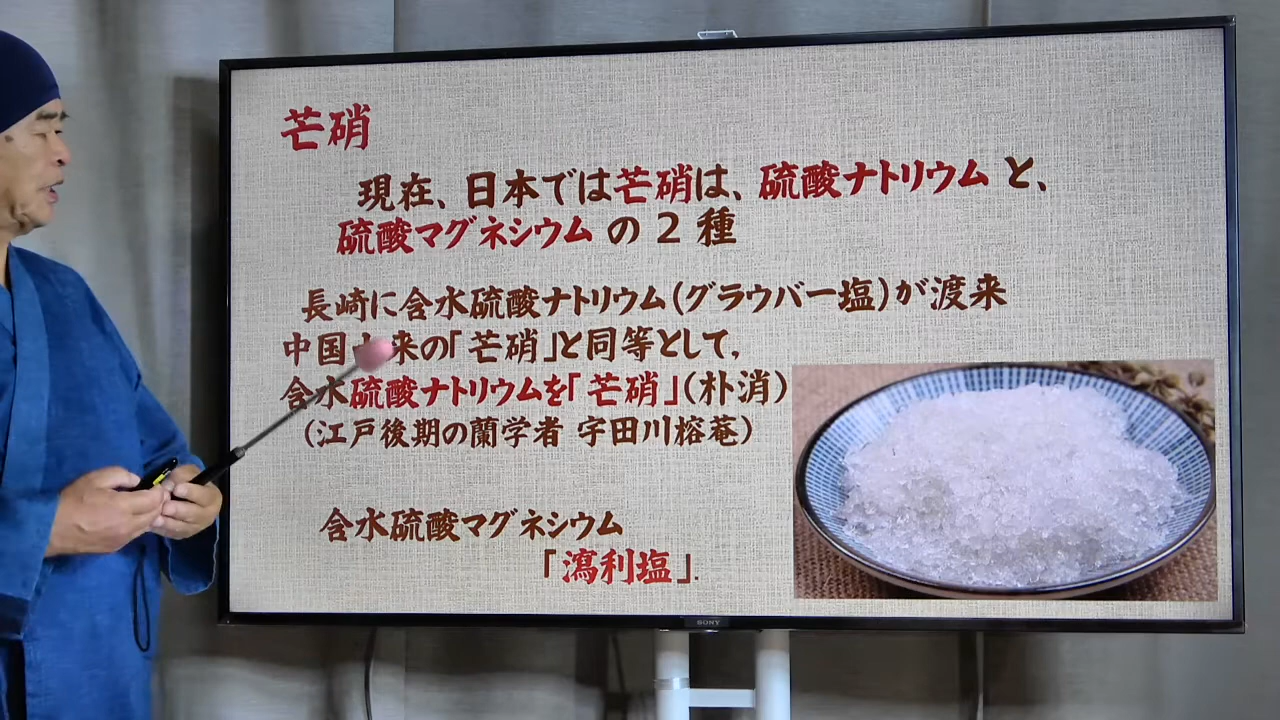 芒硝
現在、日本では芒硝は、硫酸ナトリウム と、
硫酸マグネシウム の 2 種
長崎に含水硫酸ナトリウム(グラウバー塩)が渡来
中国 来の「芒硝」と同等として,
含水硫酸ナトリウムを「芒硝」(朴消)
(江戸後期の蘭学者 宇田川榕菴)
含水硫酸マグネシウム
「瀉利塩」.
SONY